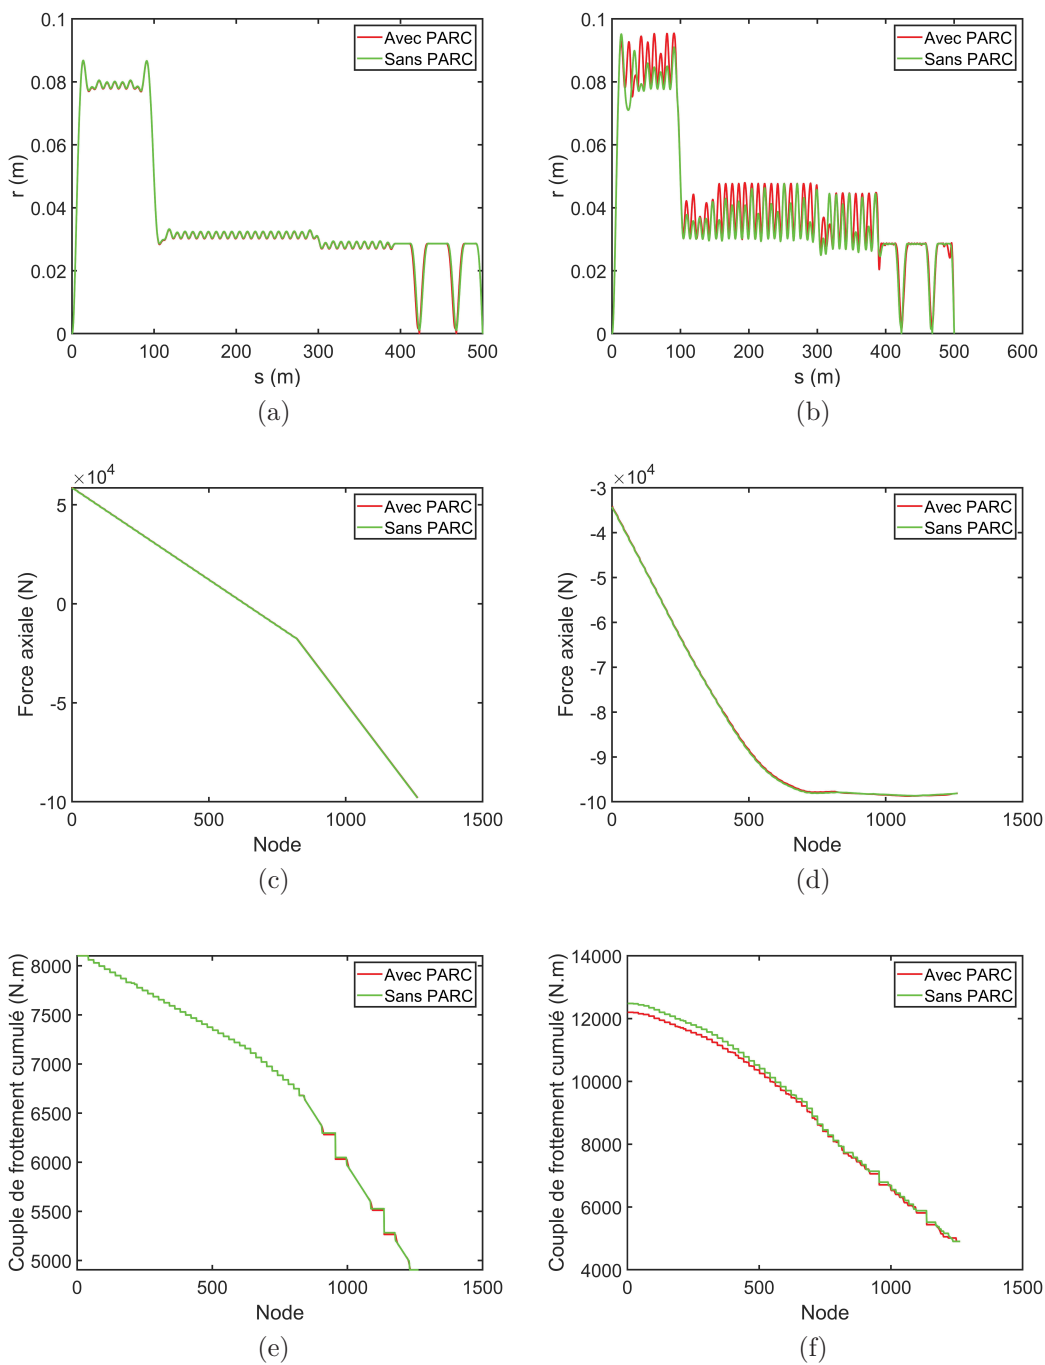 0.1
0.08
0.06
0.04
0.02
0
r (m)
0 100 200 300 400 500
s (m)
Avec PARC
Sans PARC
(a)
0.1
0.08
0.06
0.04
0.02
0
r (m)
0 100 200 300 400 500 600
s (m)
Avec PARC
Sans PARC
(b)
×10⁴
5
0
-5
-10
Force axiale (N)
0 500 1000 1500
Node
Avec PARC
Sans PARC
(c)
×10⁴
-3
-4
-5
-6
-7
-8
-9
-10
Force axiale (N)
0 500 1000 1500
Node
Avec PARC
Sans PARC
(d)
8000
7500
7000
6500
6000
5500
5000
Couple de frottement cumulé (N.m)
0 500 1000 1500
Node
Avec PARC
Sans PARC
(e)
14000
12000
10000
8000
6000
4000
Couple de frottement cumulé (N.m)
0 500 1000 1500
Node
Avec PARC
Sans PARC
(f)